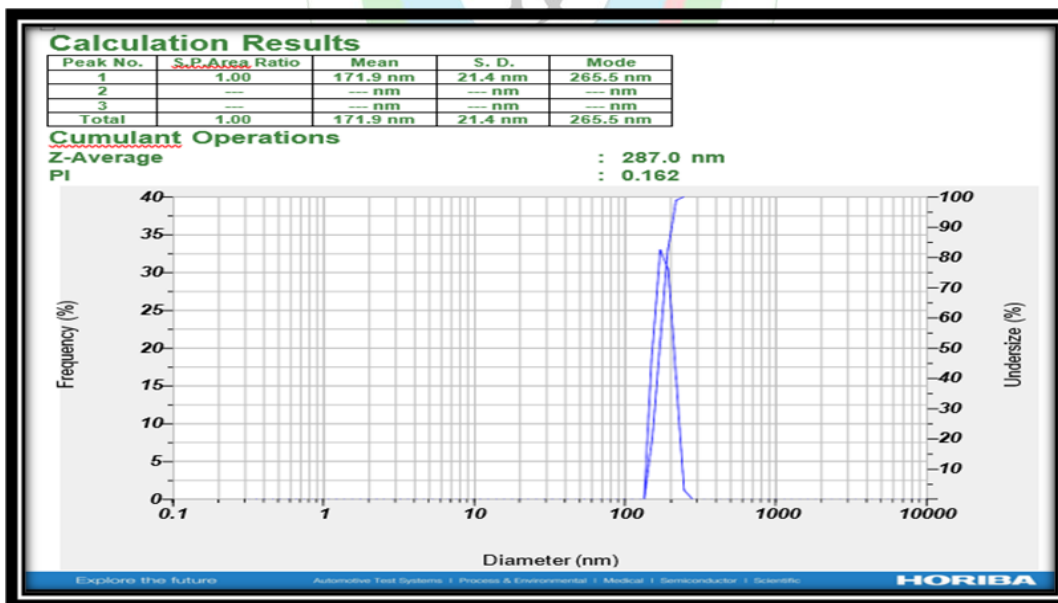 Calculation Results
Peak No. S.P.Area Ratio Mean S. D. Mode
1 1.00 171.9 nm 21.4 nm 265.5 nm
2 --- --- nm --- nm --- nm
3 --- --- nm --- nm --- nm
Total 1.00 171.9 nm 21.4 nm 265.5 nm
Cumulant Operations
Z-Average : 287.0 nm
PI : 0.162
40 100
35 90
30 80
25 70
20 60
15 50
10 40
5 30
0 20
10
Frequency (%)
Undersize (%)
0.1 1 10 100 1000 10000
Diameter (nm)
Explore the future Automotive Test Systems | Process & Environmental | Medical | Semiconductor | Scientific HORIBA